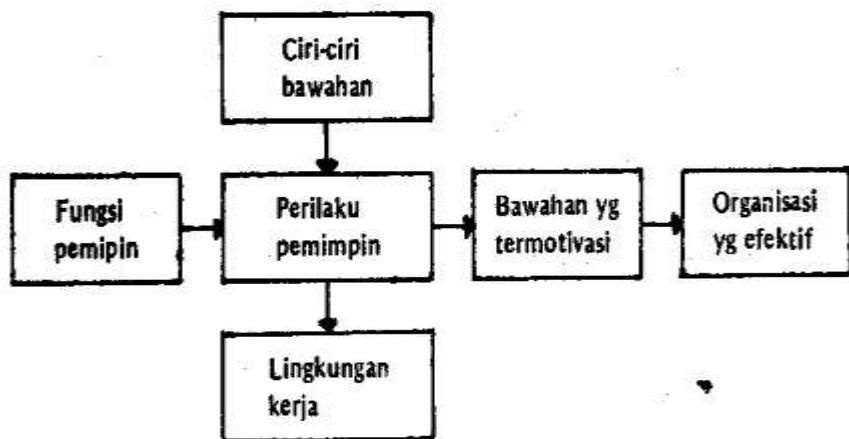 Ciri-ciri
bawahan
Fungsi
pemipin
Perilaku
pemimpin
Bawahan yg
termotivasi
Organisasi
yg efektif
Lingkungan
kerja